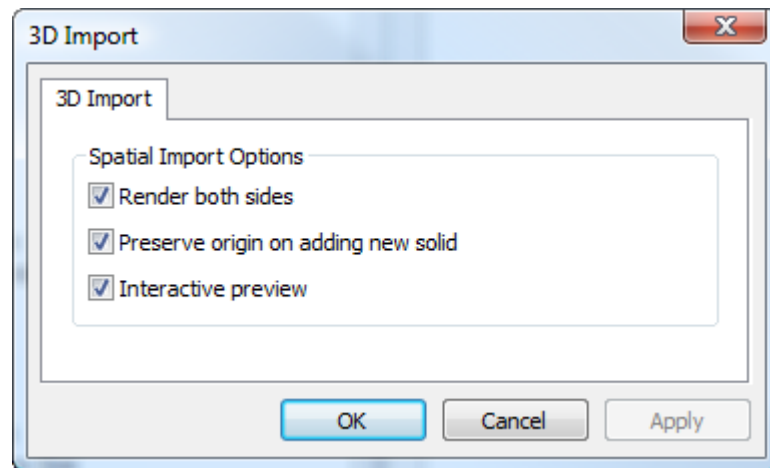 3D Import
3D Import
Spatial Import Options
Render both sides
Preserve origin on adding new solid
Interactive preview
OK Cancel Apply